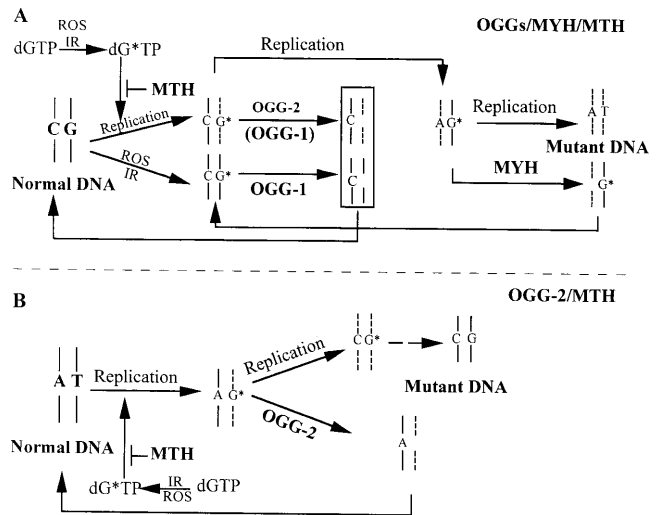 A
OGGs/MYH/MTH
ROS
dGTP
IR
dG*TP
Replication
MTH
C G
Replication
C G*
OGG-2
(OGG-1)
C
A G*
Replication
A T
Mutant DNA
Normal DNA
ROS
IR
C G*
OGG-1
C
MYH
G*
B
OGG-2/MTH
A T
Replication
A G*
Replication
C G*
C G
Mutant DNA
OGG-2
A
Normal DNA
MTH
dG*TP
IR
ROS
dGTP